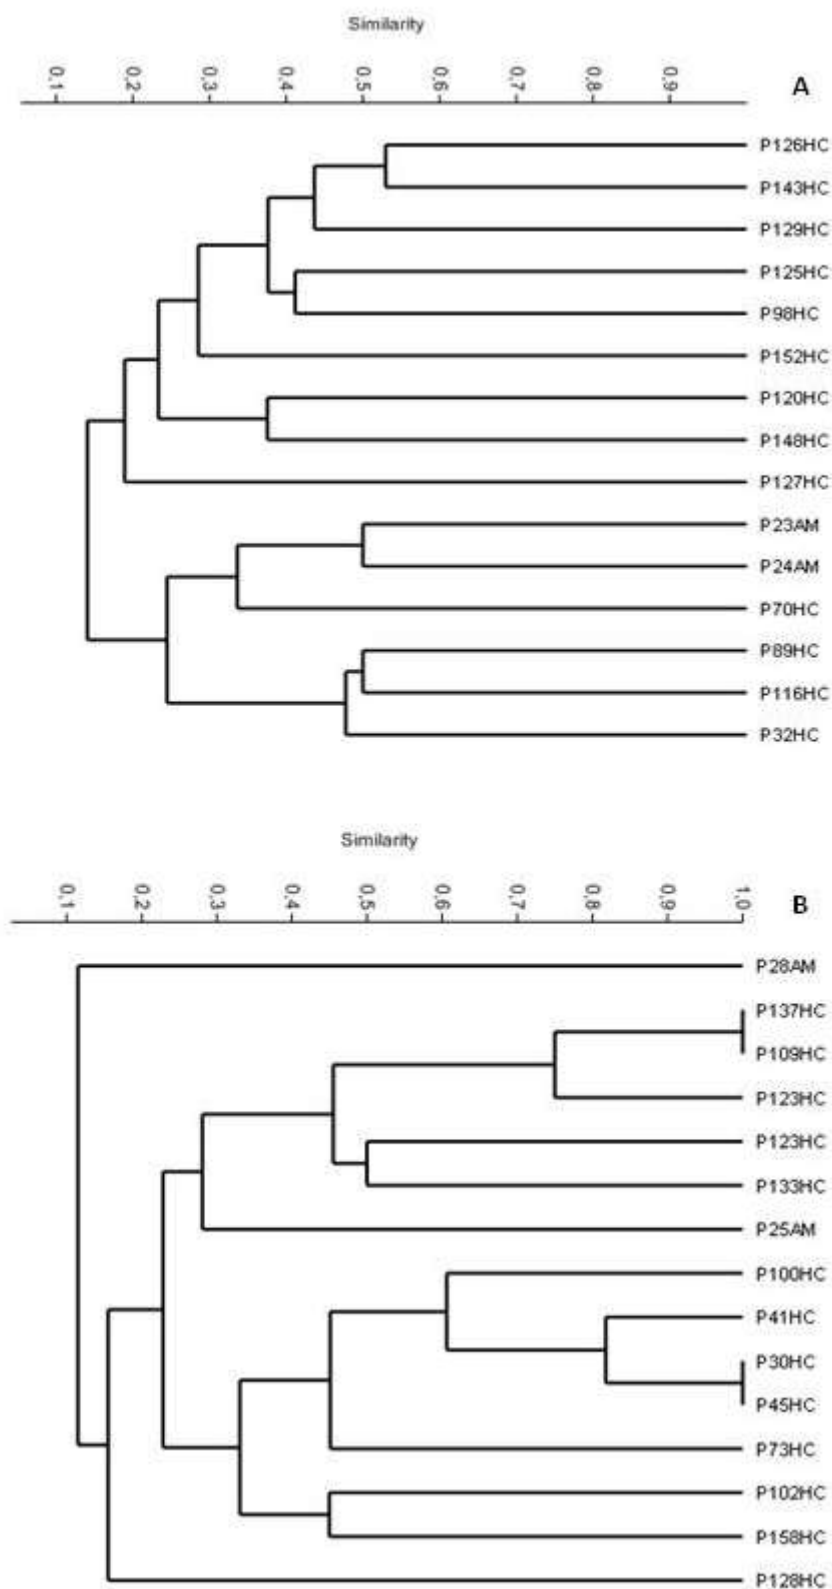 Similarity
0,1 0,2 0,3 0,4 0,5 0,6 0,7 0,8 0,9
A
P126HC
P143HC
P129HC
P125HC
P98HC
P152HC
P120HC
P148HC
P127HC
P23AM
P24AM
P70HC
P89HC
P116HC
P32HC
Similarity
0,1 0,2 0,3 0,4 0,5 0,6 0,7 0,8 0,9 1,0
B
P28AM
P137HC
P109HC
P123HC
P123HC
P133HC
P25AM
P100HC
P41HC
P30HC
P45HC
P73HC
P102HC
P158HC
P128HC